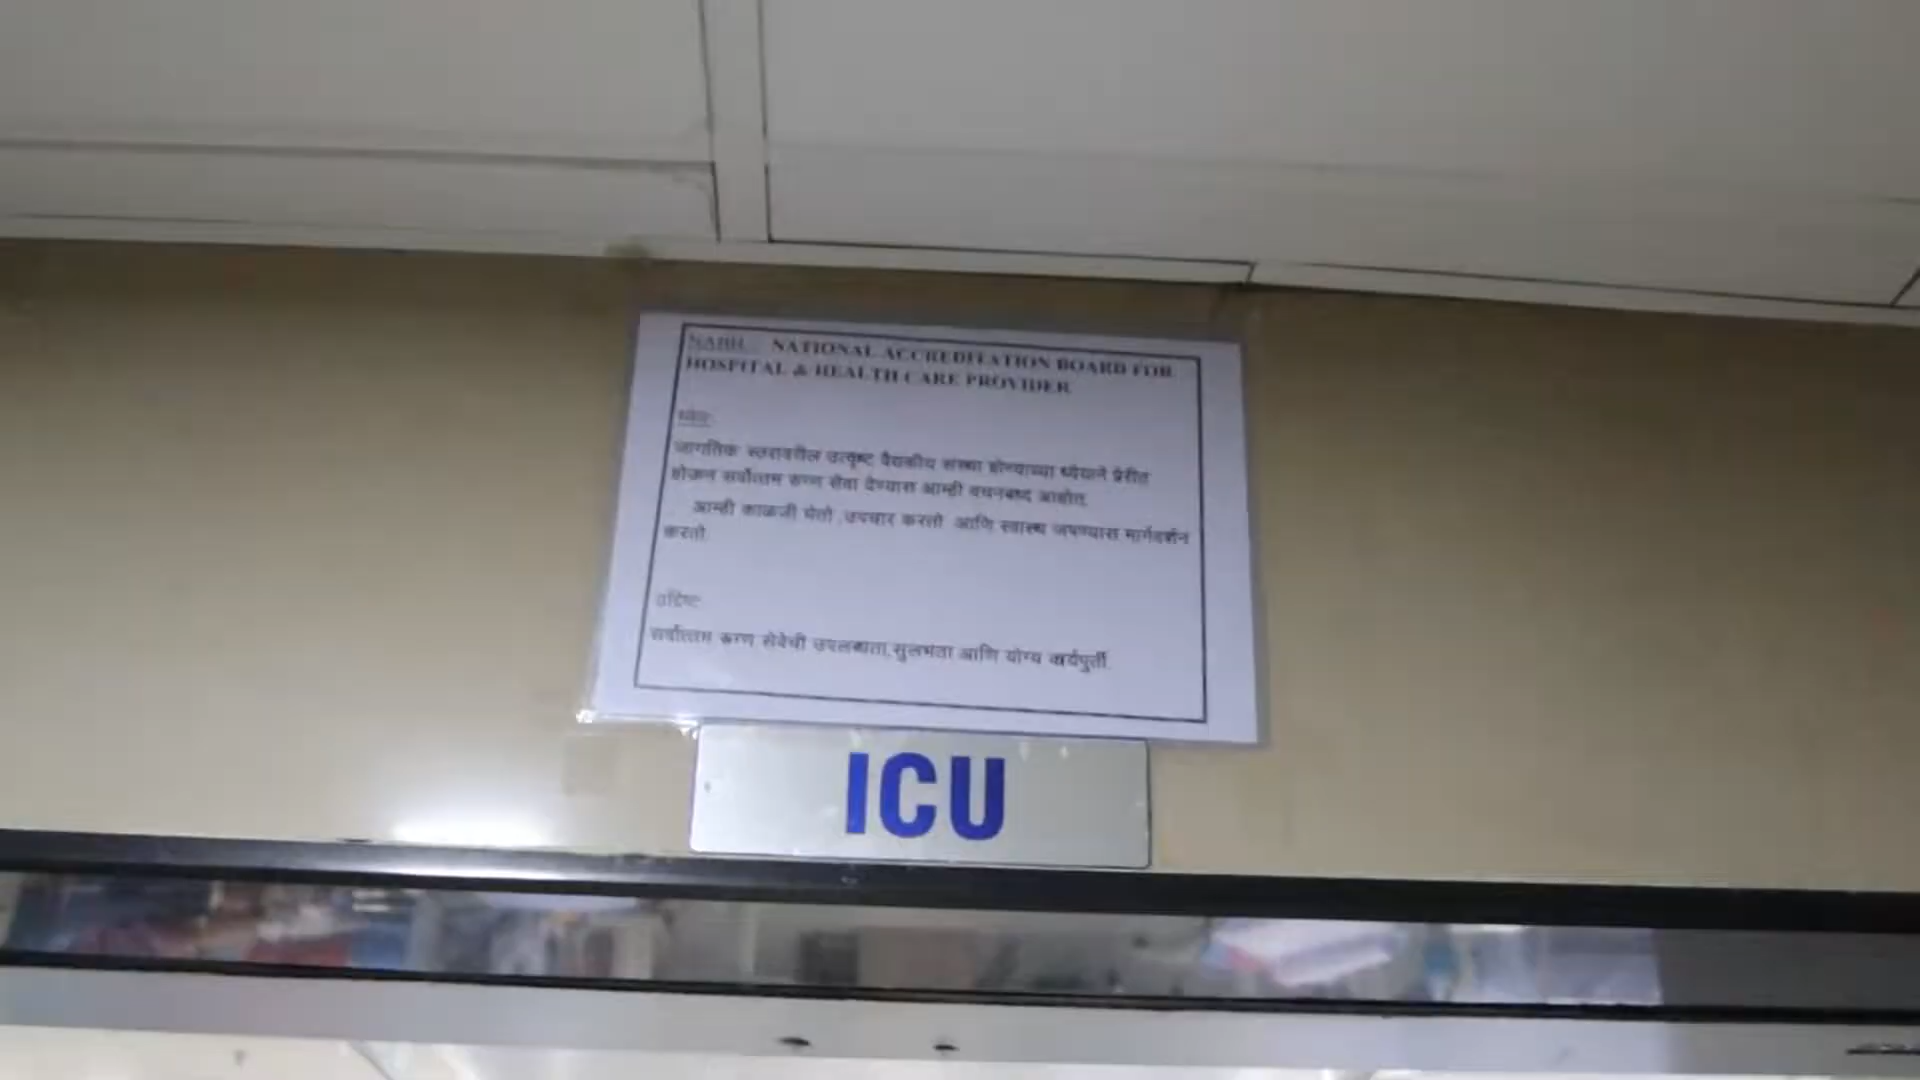 NABH : NATIONAL ACCREDITATION BOARD FOR
HOSPITAL & HEALTH CARE PROVIDER
ध्येय:
जागतिक स्तरावरील उत्कृष्ट वैद्यकीय संस्था होण्याच्या ध्येयाने प्रेरीत
होऊन सर्वोत्तम रुग्ण सेवा देण्यास आम्ही वचनबध्द आहोत.
आम्ही काळजी घेतो ,उपचार करतो आणि स्वास्थ जपण्यास मार्गदर्शन
करतो.
उद्दिष्ट:
सर्वोत्तम रुग्ण सेवेची उपलब्धता,सुलभता आणि योग्य कार्यपुर्ती.
ICU